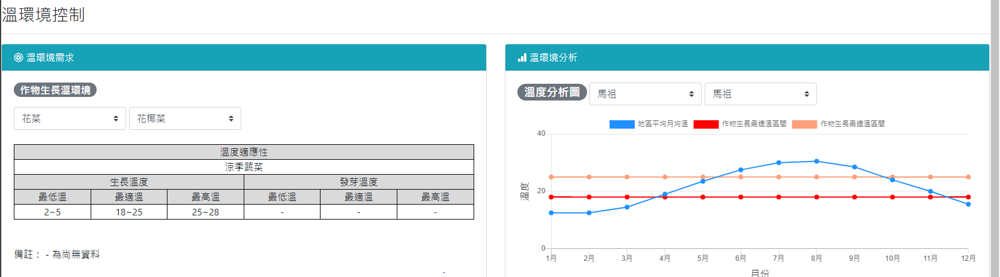 溫環境控制
溫環境需求
作物生長溫環境
花菜 花椰菜
溫度適應性
涼季蔬菜
生長溫度 發芽溫度
最低溫 最適溫 最高溫 最低溫 最適溫 最高溫
2~5 18~25 25~28 - - -
備註： - 為尚無資料
溫環境分析
溫度分析圖 馬祖 馬祖
地區平均月均溫 作物生長最適溫區間 作物生長最適溫區間
40
溫度
20
0
1月 2月 3月 4月 5月 6月 7月 8月 9月 10月 11月 12月
月份